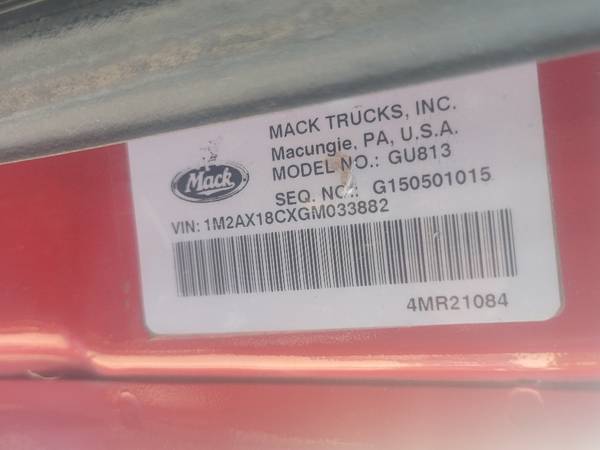 MACK TRUCKS, INC.
Macungie, PA, U.S.A.
MODEL NO.: GU813
Mack
SEQ. NO.: G150501015
VIN: 1M2AX18CXGM033882
4MR21084